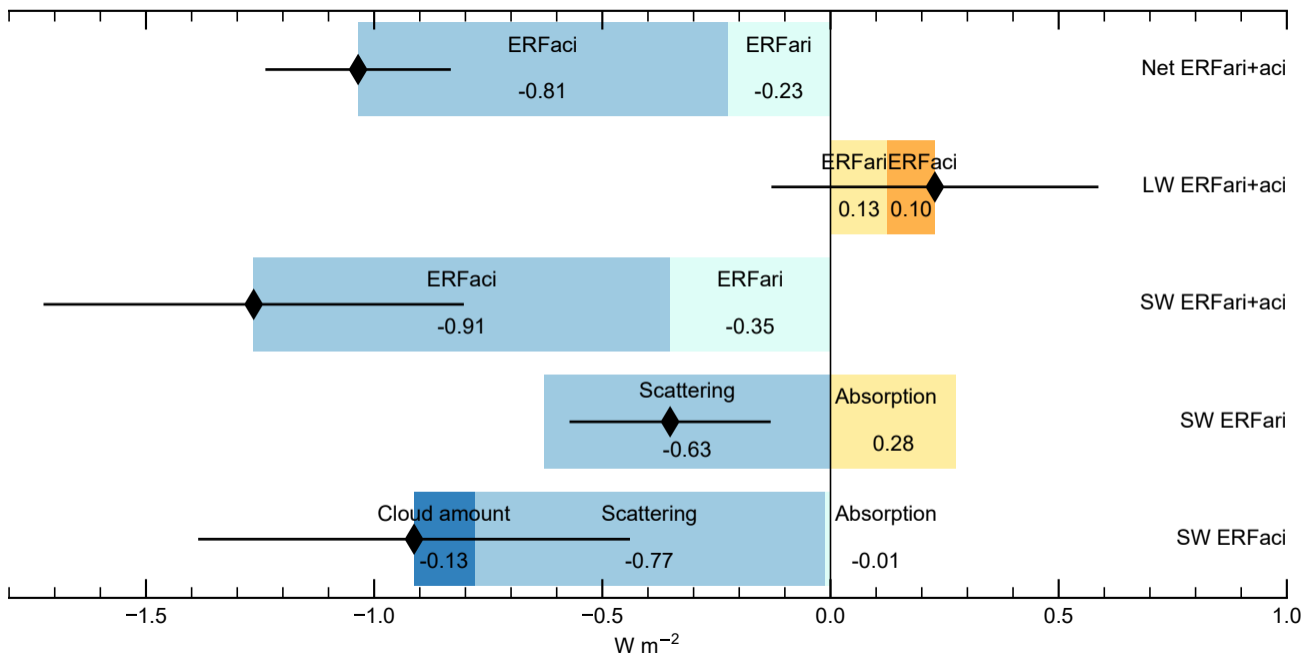 ERFaci ERFari
Net ERFari+aci
-0.81 -0.23
ERFari ERFaci
LW ERFari+aci
0.13 0.10
ERFaci ERFari
SW ERFari+aci
-0.91 -0.35
Scattering Absorption
SW ERFari
-0.63 0.28
Cloud amount Scattering Absorption
SW ERFaci
-0.13 -0.77 -0.01
−1.5 −1.0 −0.5 0.0 0.5 1.0
W m⁻²